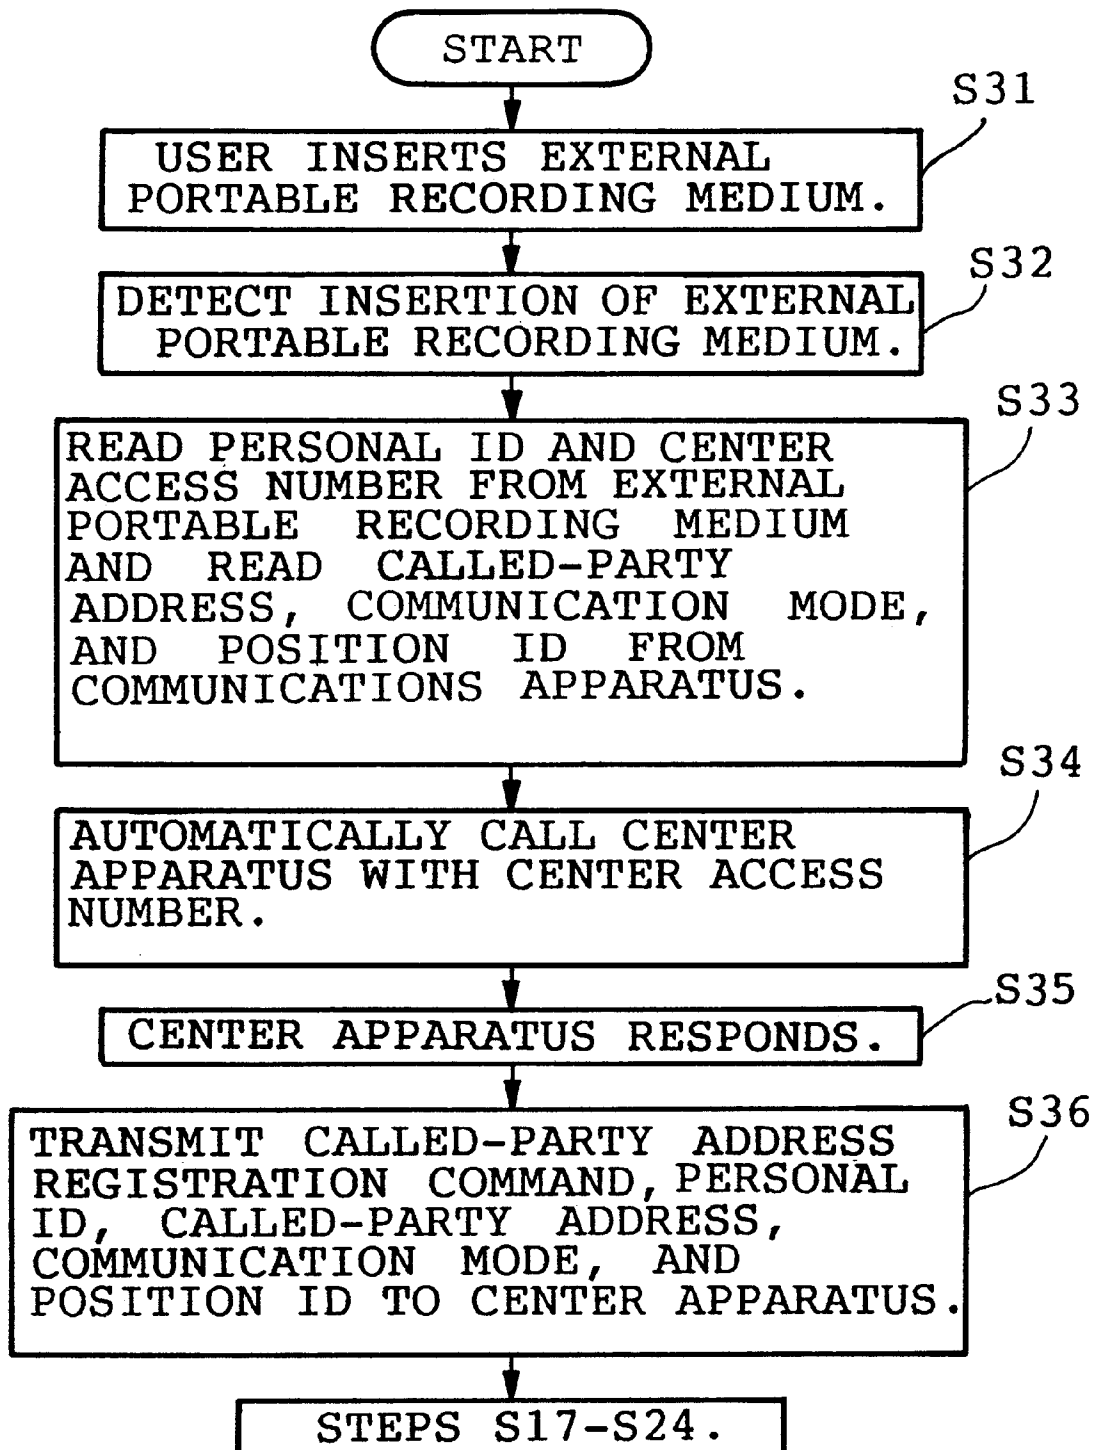 START
S31
USER INSERTS EXTERNAL
PORTABLE RECORDING MEDIUM.
S32
DETECT INSERTION OF EXTERNAL
PORTABLE RECORDING MEDIUM.
S33
READ PERSONAL ID AND CENTER
ACCESS NUMBER FROM EXTERNAL
PORTABLE RECORDING MEDIUM
AND READ CALLED-PARTY
ADDRESS, COMMUNICATION MODE,
AND POSITION ID FROM
COMMUNICATIONS APPARATUS.
S34
AUTOMATICALLY CALL CENTER
APPARATUS WITH CENTER ACCESS
NUMBER.
S35
CENTER APPARATUS RESPONDS.
S36
TRANSMIT CALLED-PARTY ADDRESS
REGISTRATION COMMAND, PERSONAL
ID, CALLED-PARTY ADDRESS,
COMMUNICATION MODE, AND
POSITION ID TO CENTER APPARATUS.
STEPS S17-S24.